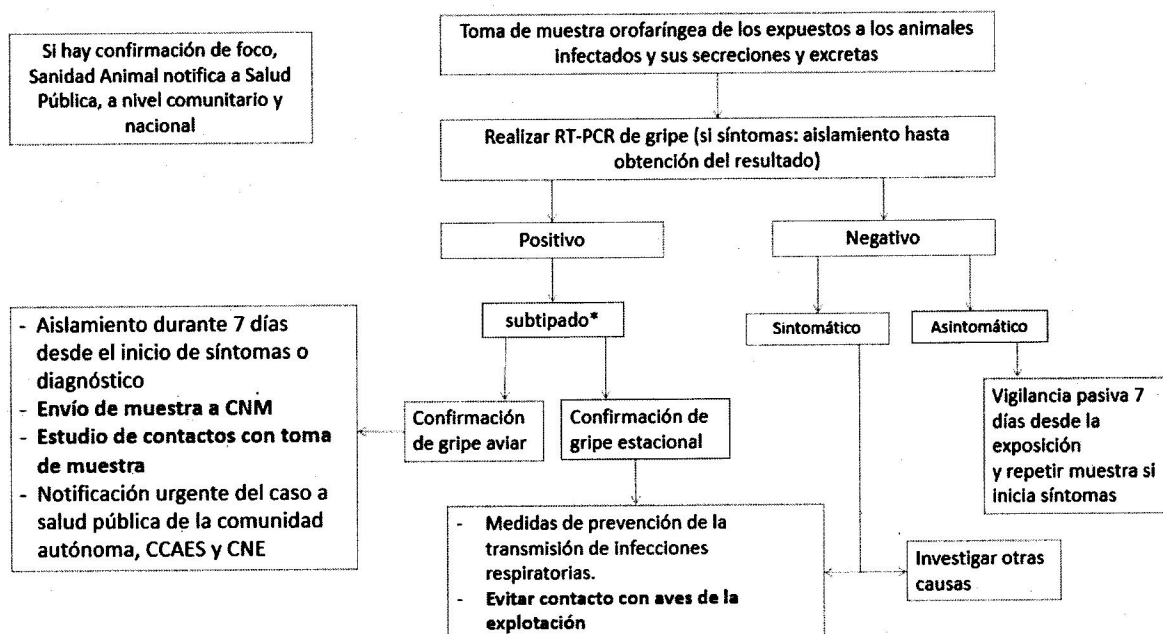 Si hay confirmación de foco,
Sanidad Animal notifica a Salud
Pública, a nivel comunitario y
nacional
Toma de muestra orofaríngea de los expuestos a los animales
infectados y sus secreciones y excretas
Realizar RT-PCR de gripe (si síntomas: aislamiento hasta
obtención del resultado)
Positivo
Negativo
subtipado*
Sintomático
Asintomático
- Aislamiento durante 7 días
desde el inicio de síntomas o
diagnóstico
- Envío de muestra a CNM
- Estudio de contactos con toma
de muestra
- Notificación urgente del caso a
salud pública de la comunidad
autónoma, CCAES y CNE
Confirmación
de gripe aviar
Confirmación de
gripe estacional
Vigilancia pasiva 7
días desde la
exposición
y repetir muestra si
inicia síntomas
- Medidas de prevención de la
transmisión de infecciones
respiratorias.
- Evitar contacto con aves de la
explotación
Investigar otras
causas